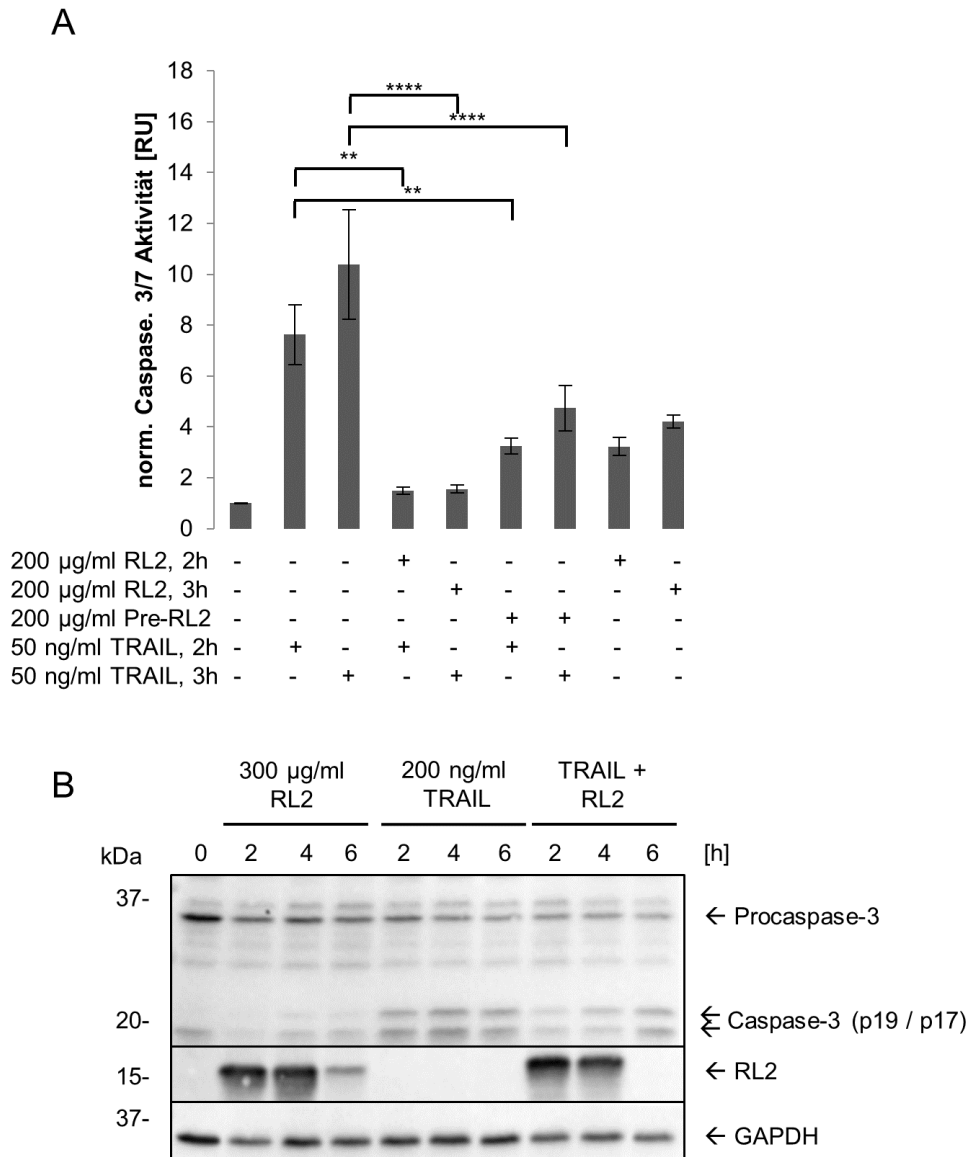 A
norm. Caspase. 3/7 Aktivität [RU]
18
16
14
12
10
8
6
4
2
0
****
****
**
**
200 µg/ml RL2, 2h - - - + - - - + -
200 µg/ml RL2, 3h - - - - + - - - +
200 µg/ml Pre-RL2 - - - - - + + - -
50 ng/ml TRAIL, 2h - + - + - + - - -
50 ng/ml TRAIL, 3h - - + - + - + - -
B
300 µg/ml RL2
200 ng/ml TRAIL
TRAIL + RL2
kDa 0 2 4 6 2 4 6 2 4 6 [h]
37-
← Procaspase-3
20-
← Caspase-3 (p19 / p17)
15-
← RL2
37-
← GAPDH